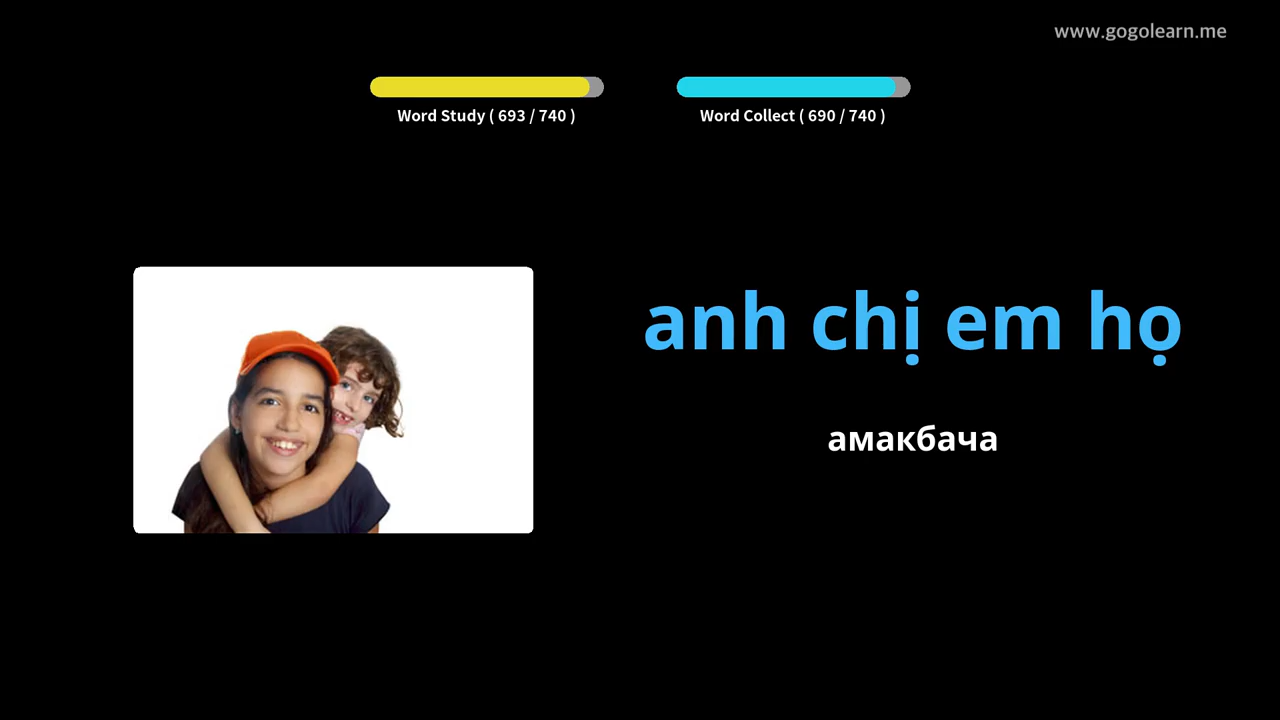 www.gogolearn.me
Word Study ( 693 / 740 )
Word Collect ( 690 / 740 )
anh chị em họ
амакбача